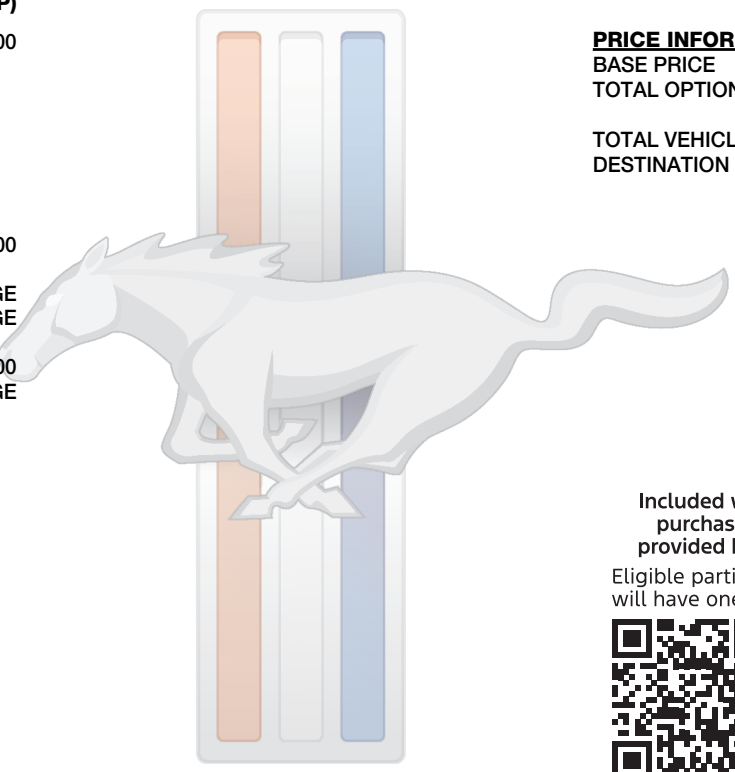 P)
00
00
GE
GE
00
GE
PRICE INFOR
BASE PRICE
TOTAL OPTION
TOTAL VEHICL
DESTINATION
Included
purchas
provided
Eligible parti
will have one